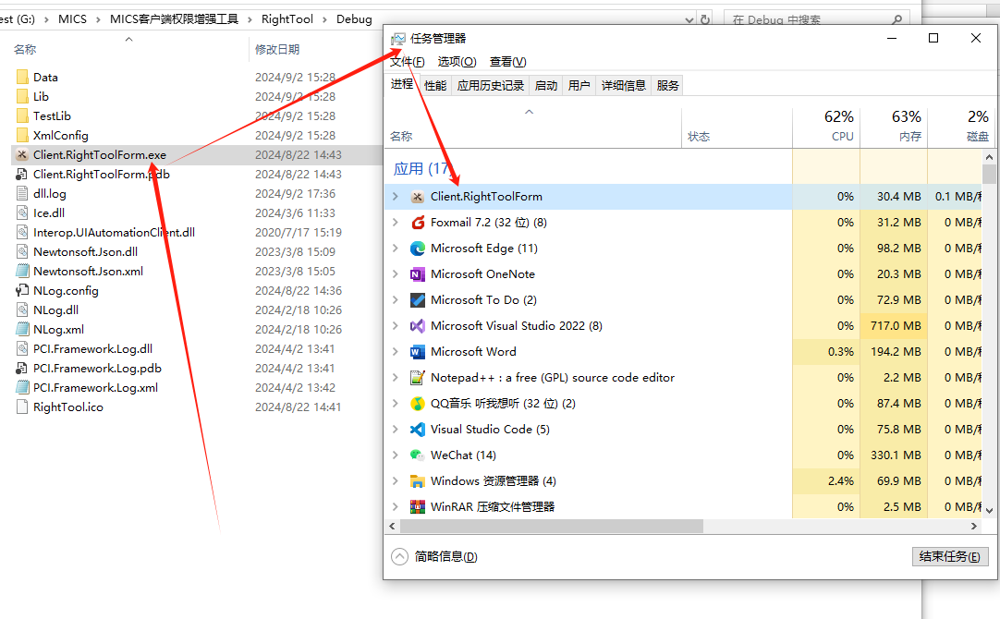 est (G:) › MICS › MICS客户端权限增强工具 › RightTool › Debug
在 Debug 中搜索
名称 修改日期
Data 2024/9/2 15:28
Lib 2024/9/2 15:28
TestLib 2024/9/2 15:28
XmlConfig 2024/9/2 15:28
Client.RightToolForm.exe 2024/8/22 14:43
Client.RightToolForm.pdb 2024/8/22 14:43
dll.log 2024/9/2 17:36
Ice.dll 2024/3/6 11:33
Interop.UIAutomationClient.dll 2020/7/17 15:19
Newtonsoft.Json.dll 2023/3/8 15:09
Newtonsoft.Json.xml 2023/3/8 15:05
NLog.config 2024/8/22 14:36
NLog.dll 2024/2/18 10:26
NLog.xml 2024/2/18 10:26
PCI.Framework.Log.dll 2024/4/2 13:41
PCI.Framework.Log.pdb 2024/4/2 13:41
PCI.Framework.Log.xml 2024/4/2 13:42
RightTool.ico 2024/8/22 14:41
任务管理器
文件(F) 选项(O) 查看(V)
进程 性能 应用历史记录 启动 用户 详细信息 服务
62% 63% 2%
名称 状态 CPU 内存 磁盘
应用 (17)
Client.RightToolForm 0% 30.4 MB 0.1 MB/
Foxmail 7.2 (32 位) (8) 0% 31.2 MB 0 MB/
Microsoft Edge (11) 0% 98.2 MB 0 MB/
Microsoft OneNote 0% 20.3 MB 0 MB/
Microsoft To Do (2) 0% 72.9 MB 0 MB/
Microsoft Visual Studio 2022 (8) 0% 717.0 MB 0 MB/
Microsoft Word 0.3% 194.2 MB 0 MB/
Notepad++ : a free (GPL) source code editor 0% 2.2 MB 0 MB/
QQ音乐 听我想听 (32 位) (2) 0% 87.4 MB 0 MB/
Visual Studio Code (5) 0% 75.8 MB 0 MB/
WeChat (14) 0% 330.1 MB 0 MB/
Windows 资源管理器 (4) 2.4% 69.9 MB 0 MB/
WinRAR 压缩文件管理器 0% 2.5 MB 0 MB/
简略信息(D) 结束任务(E)